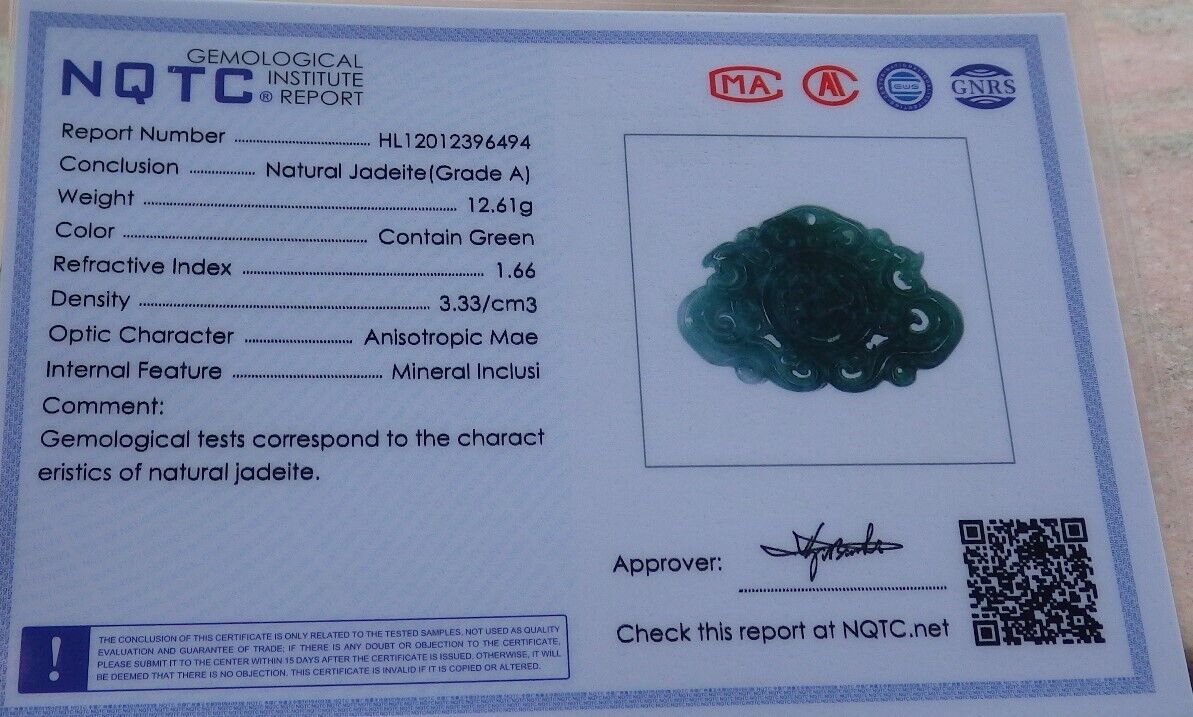 NQTC® GEMOLOGICAL INSTITUTE REPORT
MA
GNRS
Report Number .......... HL12012396494
Conclusion .......... Natural Jadeite(Grade A)
Weight .......... 12.61g
Color .......... Contain Green
Refractive Index .......... 1.66
Density .......... 3.33/cm3
Optic Character .......... Anisotropic Mae
Internal Feature .......... Mineral Inclusi
Comment:
Gemological tests correspond to the charact
eristics of natural jadeite.
Approver:
Check this report at NQTC.net
! THE CONCLUSION OF THIS CERTIFICATE IS ONLY RELATED TO THE TESTED SAMPLES, NOT USED AS QUALITY
EVALUATION AND GUARANTEE OF TRADE; IF THERE IS ANY DOUBT OR OBJECTION TO THE CERTIFICATE,
PLEASE SUBMIT IT TO THE CENTER WITHIN 15 DAYS AFTER THE CERTIFICATE IS ISSUED. OTHERWISE, IT WILL
BE DEEMED THAT THERE IS NO OBJECTION. THIS CERTIFICATE IS INVALID IF IT IS COPIED OR ALTERED.